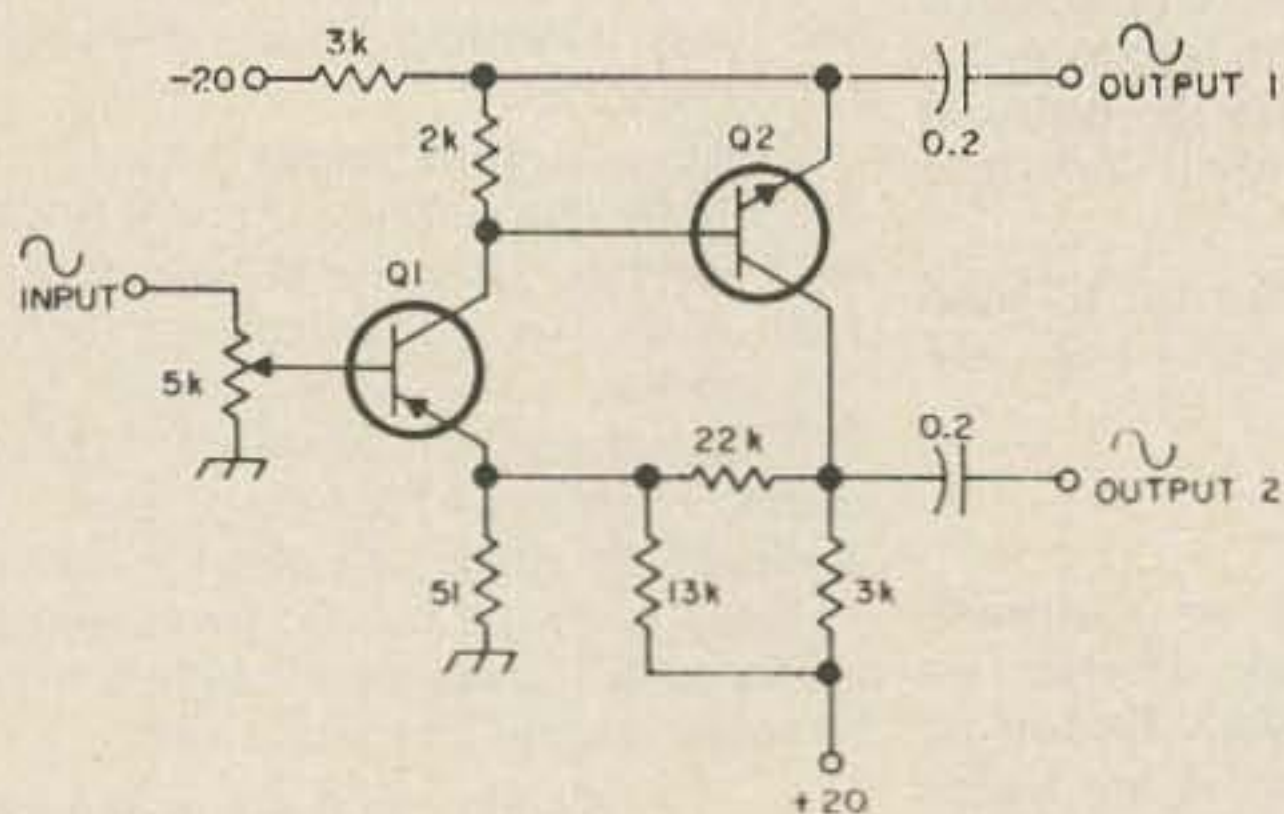 3k
-20
OUTPUT 1
2k
Q2
0.2
INPUT
Q1
5k
22k
0.2
OUTPUT 2
51
13k
3k
+20